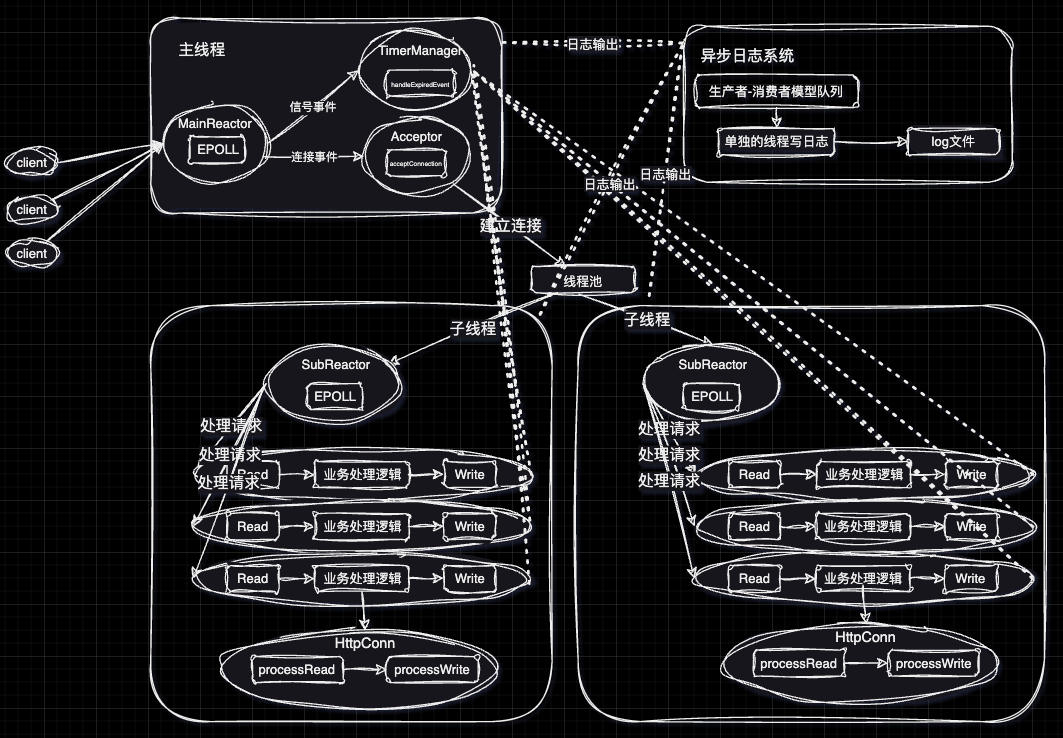 主线程
TimerManager
handleExpiredEvent
日志输出
异步日志系统
生产者-消费者模型队列
单独的线程写日志
log文件
MainReactor
EPOLL
信号事件
连接事件
Acceptor
acceptConnection
client
client
client
日志输出
日志输出
建立连接
线程池
子线程
子线程
SubReactor
EPOLL
处理请求
处理请求
处理请求
Read
业务处理逻辑
Write
Read
业务处理逻辑
Write
Read
业务处理逻辑
Write
HttpConn
processRead
processWrite
SubReactor
EPOLL
处理请求
处理请求
处理请求
Read
业务处理逻辑
Write
Read
业务处理逻辑
Write
Read
业务处理逻辑
Write
HttpConn
processRead
processWrite